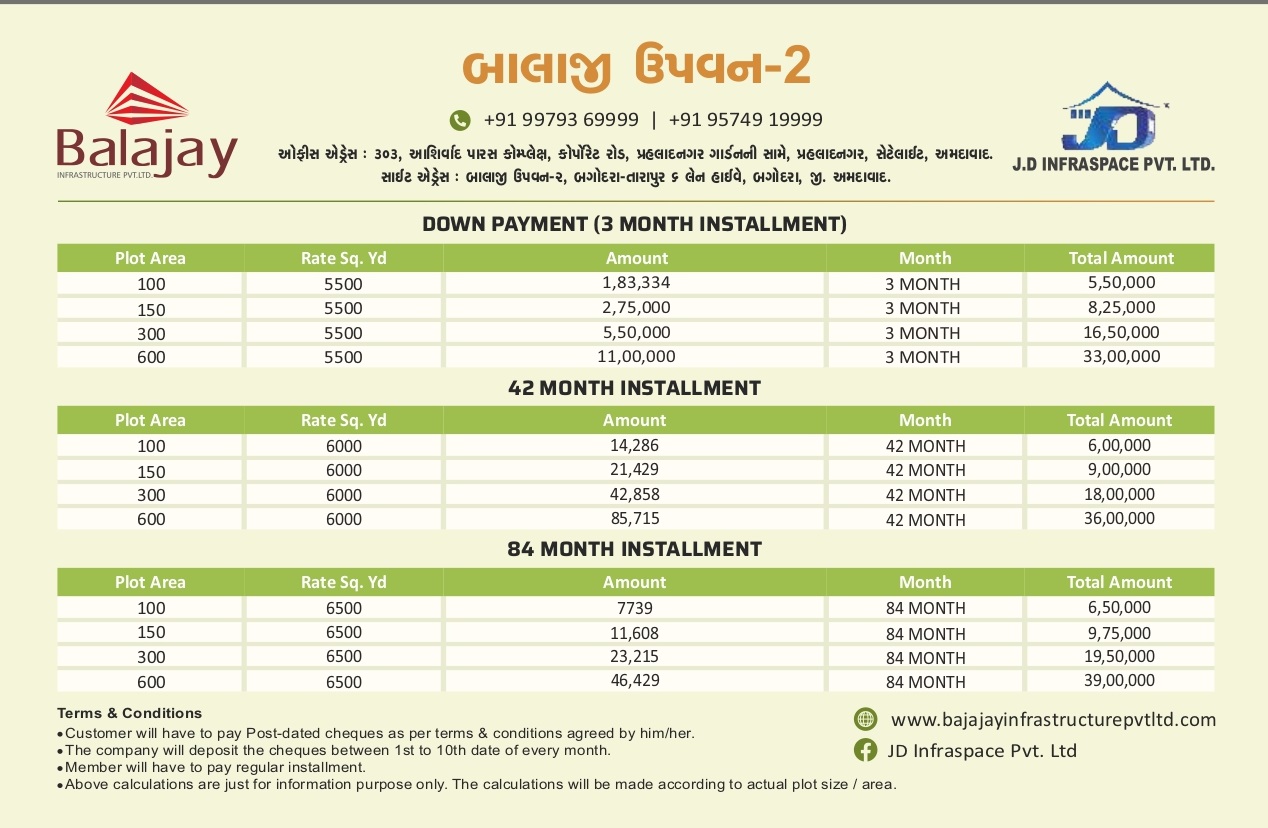 બાલાજી ઉપવન-2
Balajay
INFRASTRUCTURE PVT.LTD.
+91 99793 69999 | +91 95749 19999
ઓફીસ એડ્રેસ : ૩૦૩, આશિર્વાદ પારસ કોમ્પ્લેક્ષ, કોર્પોરેટ રોડ, પ્રહલાદનગર ગાર્ડનની સામે, પ્રહલાદનગર, સેટેલાઈટ, અમદાવાદ.
સાઈટ એડ્રેસ : બાલાજી ઉપવન-૨, બગોદરા-તારાપુર ૬ લેન હાઈવે, બગોદરા, જી. અમદાવાદ.
JD
J.D INFRASPACE PVT. LTD.
DOWN PAYMENT (3 MONTH INSTALLMENT)
Plot Area Rate Sq. Yd Amount Month Total Amount
100 5500 1,83,334 3 MONTH 5,50,000
150 5500 2,75,000 3 MONTH 8,25,000
300 5500 5,50,000 3 MONTH 16,50,000
600 5500 11,00,000 3 MONTH 33,00,000
42 MONTH INSTALLMENT
Plot Area Rate Sq. Yd Amount Month Total Amount
100 6000 14,286 42 MONTH 6,00,000
150 6000 21,429 42 MONTH 9,00,000
300 6000 42,858 42 MONTH 18,00,000
600 6000 85,715 42 MONTH 36,00,000
84 MONTH INSTALLMENT
Plot Area Rate Sq. Yd Amount Month Total Amount
100 6500 7739 84 MONTH 6,50,000
150 6500 11,608 84 MONTH 9,75,000
300 6500 23,215 84 MONTH 19,50,000
600 6500 46,429 84 MONTH 39,00,000
Terms & Conditions
•Customer will have to pay Post-dated cheques as per terms & conditions agreed by him/her.
•The company will deposit the cheques between 1st to 10th date of every month.
•Member will have to pay regular installment.
•Above calculations are just for information purpose only. The calculations will be made according to actual plot size / area.
www.bajajayinfrastructurepvtltd.com
JD Infraspace Pvt. Ltd